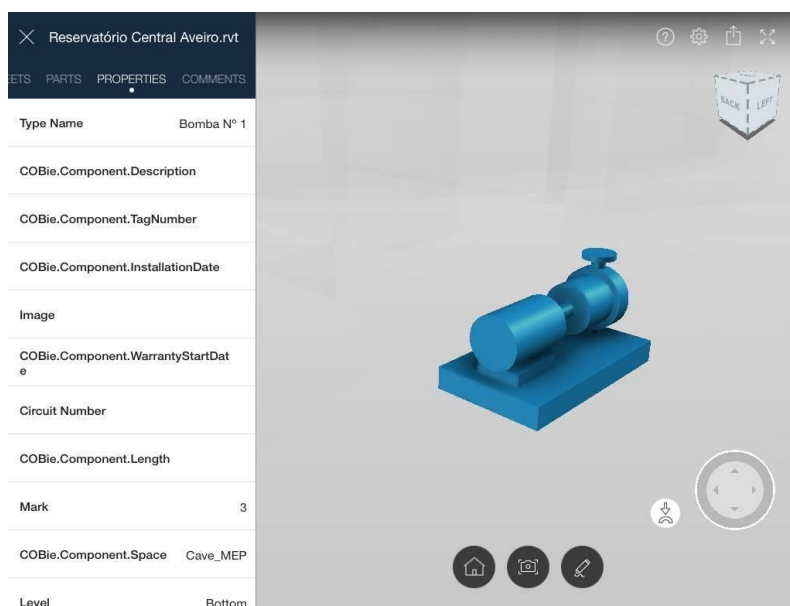 Reservatório Central Aveiro.rvt
EETS PARTS PROPERTIES COMMENTS
Type Name Bomba Nº 1
COBie.Component.Description
COBie.Component.TagNumber
COBie.Component.InstallationDate
Image
COBie.Component.WarrantyStartDat
e
Circuit Number
COBie.Component.Length
Mark 3
COBie.Component.Space Cave_MEP
Level Bottom
BACK LEFT